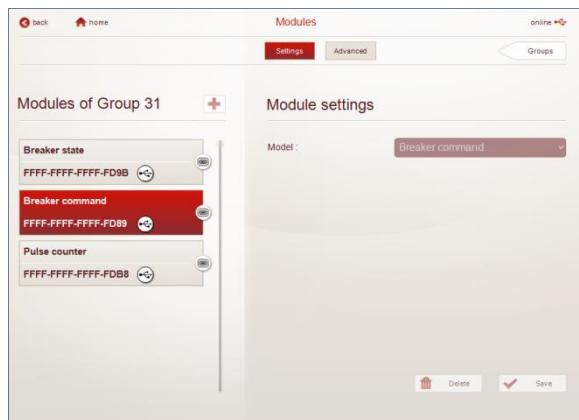 back
home
Modules
online
Settings
Advanced
Groups
Modules of Group 31
Module settings
Breaker state
FFFF-FFFF-FFFF-FD9B
Breaker command
FFFF-FFFF-FFFF-FD89
Pulse counter
FFFF-FFFF-FFFF-FDB8
Model :
Breaker command
Delete
Save